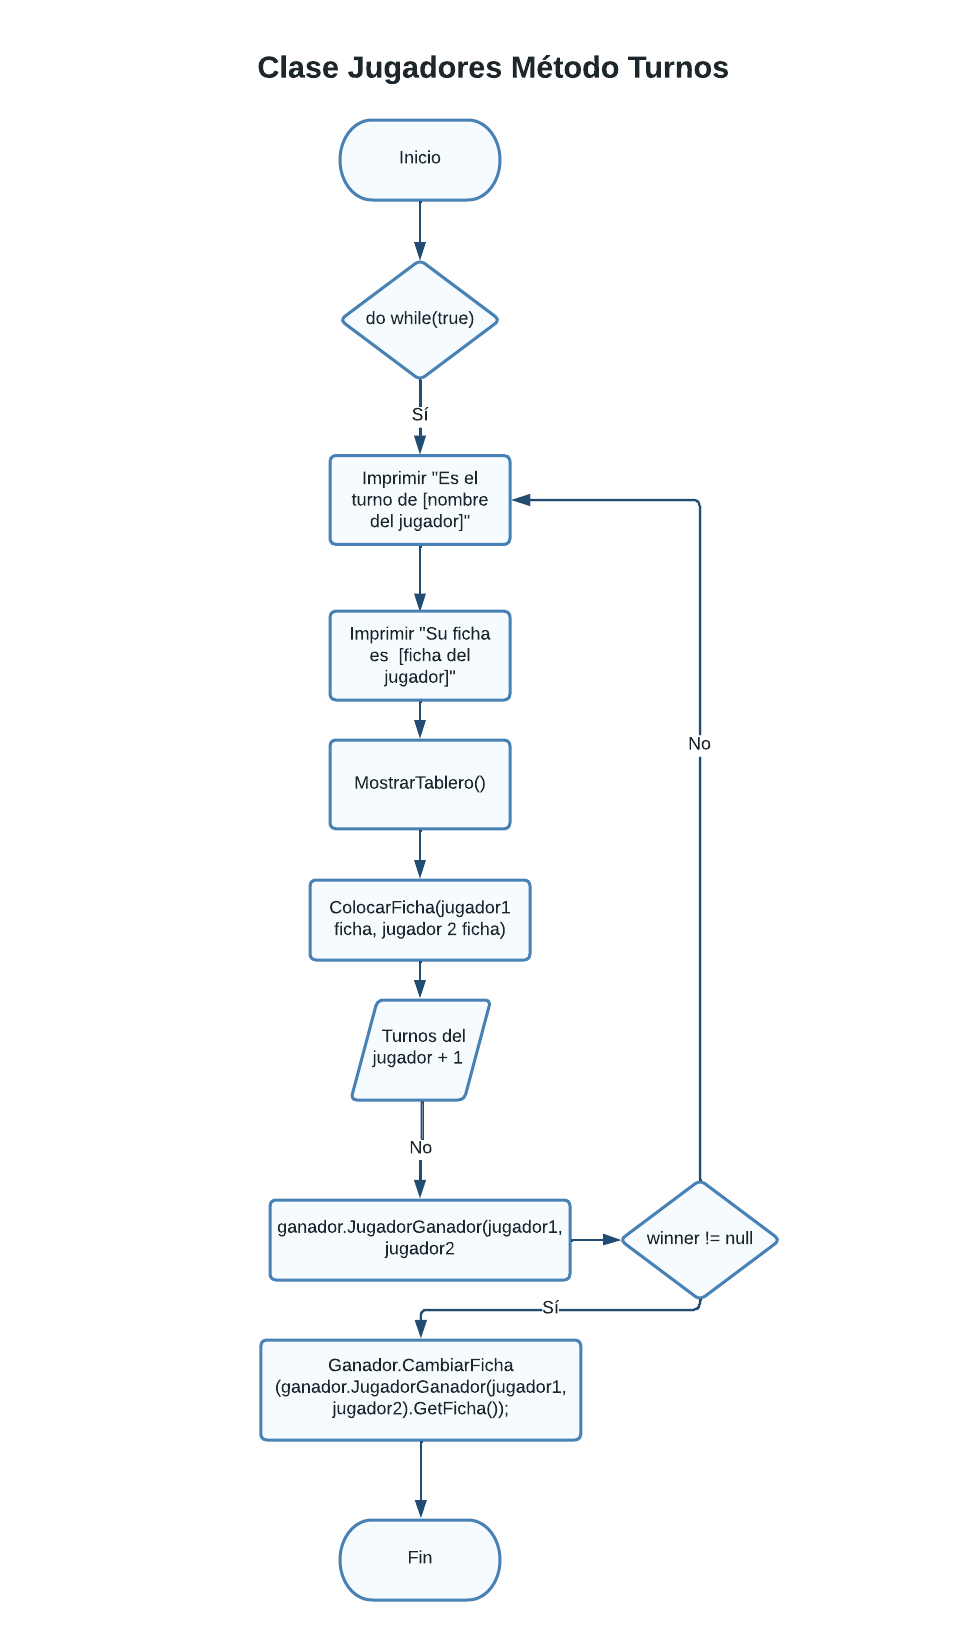 Clase Jugadores Método Turnos
Inicio
do while(true)
Sí
Imprimir "Es el
turno de [nombre
del jugador]"
Imprimir "Su ficha
es  [ficha del
jugador]"
No
MostrarTablero()
ColocarFicha(jugador1
ficha, jugador 2 ficha)
Turnos del
jugador + 1
No
ganador.JugadorGanador(jugador1,
jugador2
winner != null
Sí
Ganador.CambiarFicha
(ganador.JugadorGanador(jugador1,
jugador2).GetFicha());
Fin